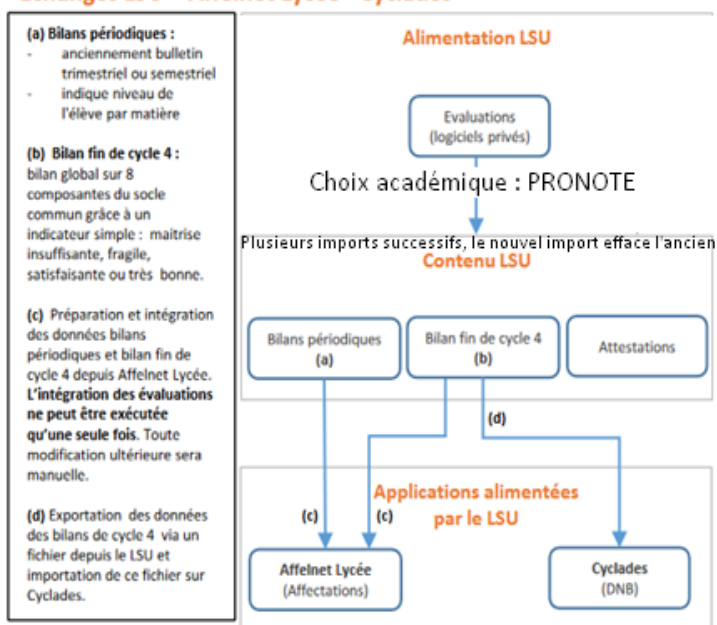 (a) Bilans périodiques :
- anciennement bulletin
trimestriel ou semestriel
- indique niveau de
l'élève par matière
(b) Bilan fin de cycle 4 :
bilan global sur 8
composantes du socle
commun grâce à un
indicateur simple : maitrise
insuffisante, fragile,
satisfaisante ou très bonne.
(c) Préparation et intégration
des données bilans
périodiques et bilan fin de
cycle 4 depuis Affelnet Lycée.
L'intégration des évaluations
ne peut être exécutée
qu'une seule fois. Toute
modification ultérieure sera
manuelle.
(d) Exportation des données
des bilans de cycle 4 via un
fichier depuis le LSU et
importation de ce fichier sur
Cyclades.
Alimentation LSU
Evaluations
(logiciels privés)
Choix académique : PRONOTE
Plusieurs imports successifs, le nouvel import efface l'ancien
Contenu LSU
Bilans périodiques
(a)
Bilan fin de cycle 4
(b)
Attestations
(d)
Applications alimentées
par le LSU
(c)
(c)
Affelnet Lycée
(Affectations)
Cyclades
(DNB)